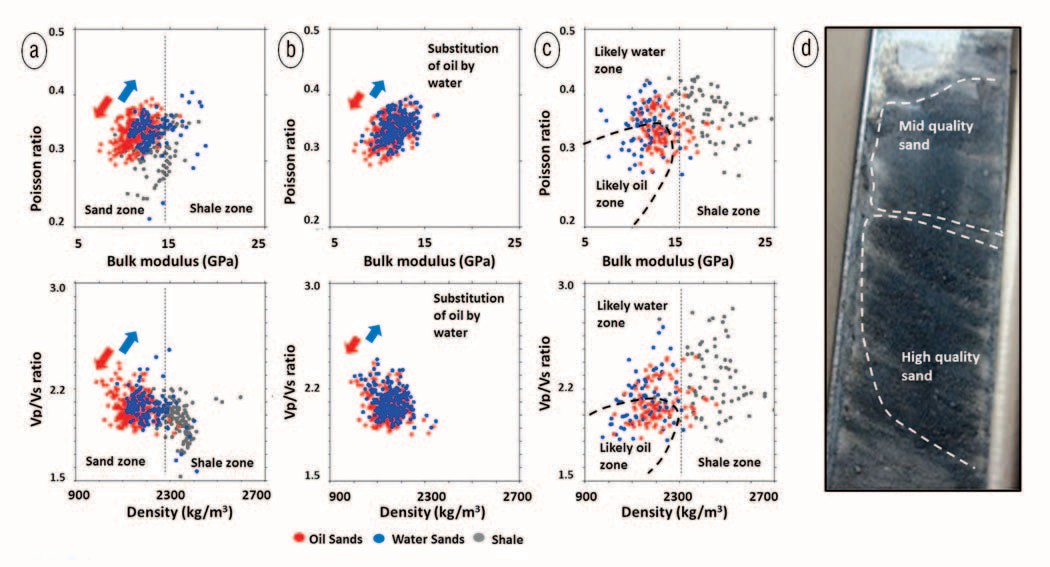 a
0.5
0.4
0.3
0.2
Poisson ratio
Sand zone
Shale zone
5
15
25
Bulk modulus (GPa)
b
0.5
0.4
0.3
0.2
Poisson ratio
Substitution
of oil by
water
5
15
25
Bulk modulus (GPa)
c
0.5
0.4
0.3
0.2
Poisson ratio
Likely water
zone
Likely oil
zone
Shale zone
5
15
25
Bulk modulus (GPa)
d
Mid quality
sand
High quality
sand
3.0
2.2
1.5
Vp/Vs ratio
Sand zone
Shale zone
900
2300
2700
Density (kg/m³)
3.0
2.2
1.5
Vp/Vs ratio
Substitution
of oil by
water
900
2300
2700
Density (kg/m³)
3.0
2.2
1.5
Vp/Vs ratio
Likely water
zone
Likely oil
zone
Shale zone
900
2300
2700
Density (kg/m³)
Oil Sands
Water Sands
Shale